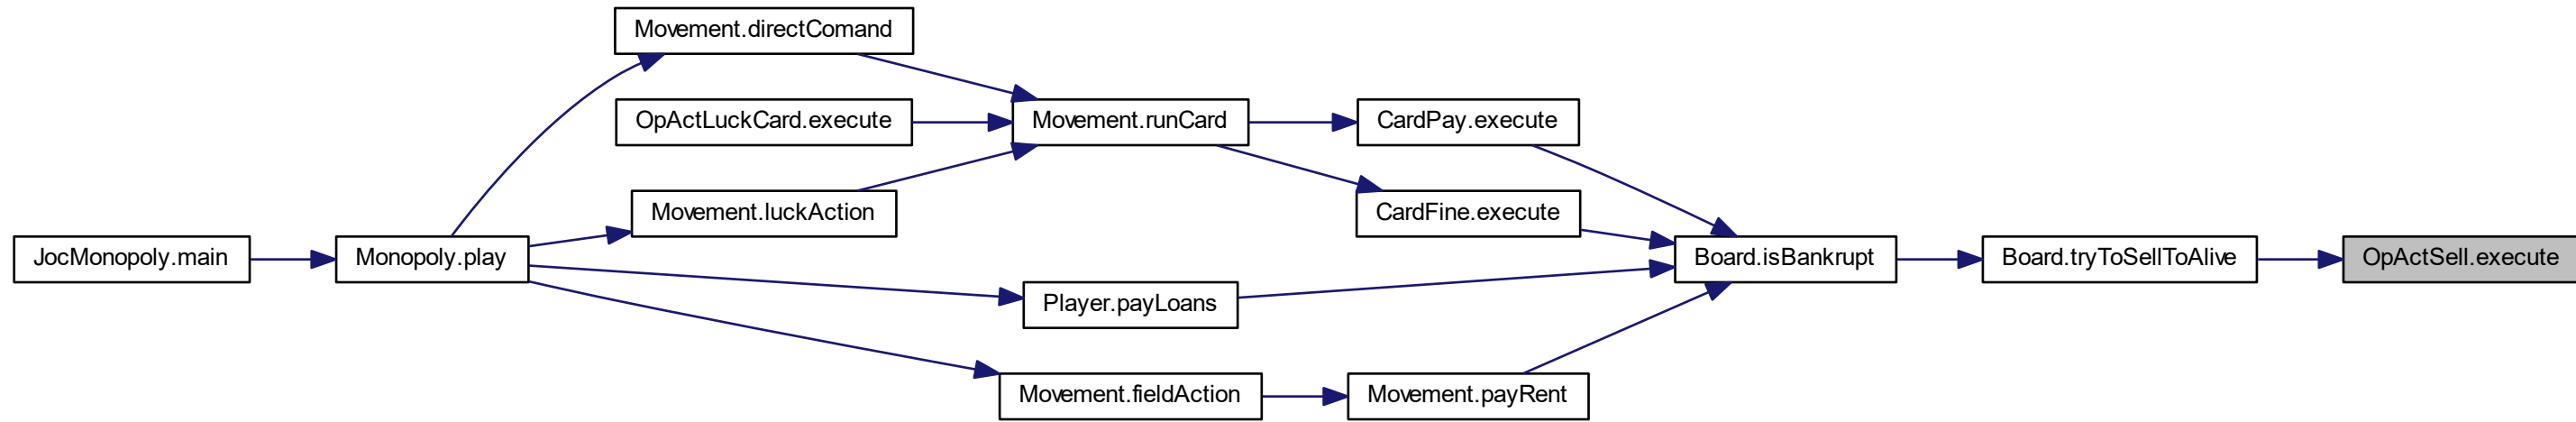 Movement.directComand
OpActLuckCard.execute
Movement.runCard
CardPay.execute
Movement.luckAction
CardFine.execute
JocMonopoly.main
Monopoly.play
Board.isBankrupt
Board.tryToSellToAlive
OpActSell.execute
Player.payLoans
Movement.fieldAction
Movement.payRent